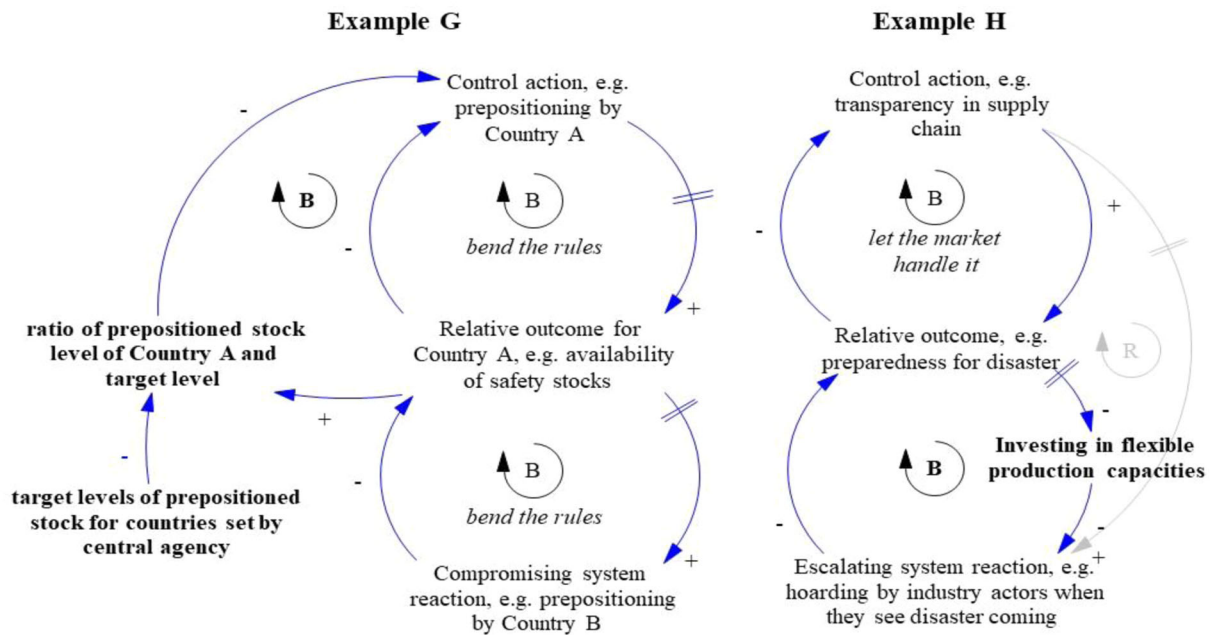 Example G
Control action, e.g.
prepositioning by
Country A
-
B
B
bend the rules
-
+
ratio of prepositioned stock
level of Country A and
target level
Relative outcome for
Country A, e.g. availability
of safety stocks
+
-
target levels of prepositioned
stock for countries set by
central agency
B
bend the rules
-
+
Compromising system
reaction, e.g. prepositioning
by Country B
Example H
Control action, e.g.
transparency in supply
chain
B
let the market
handle it
-
+
Relative outcome, e.g.
preparedness for disaster
R
-
Investing in flexible
production capacities
B
-
-
+
Escalating system reaction, e.g.
hoarding by industry actors when
they see disaster coming